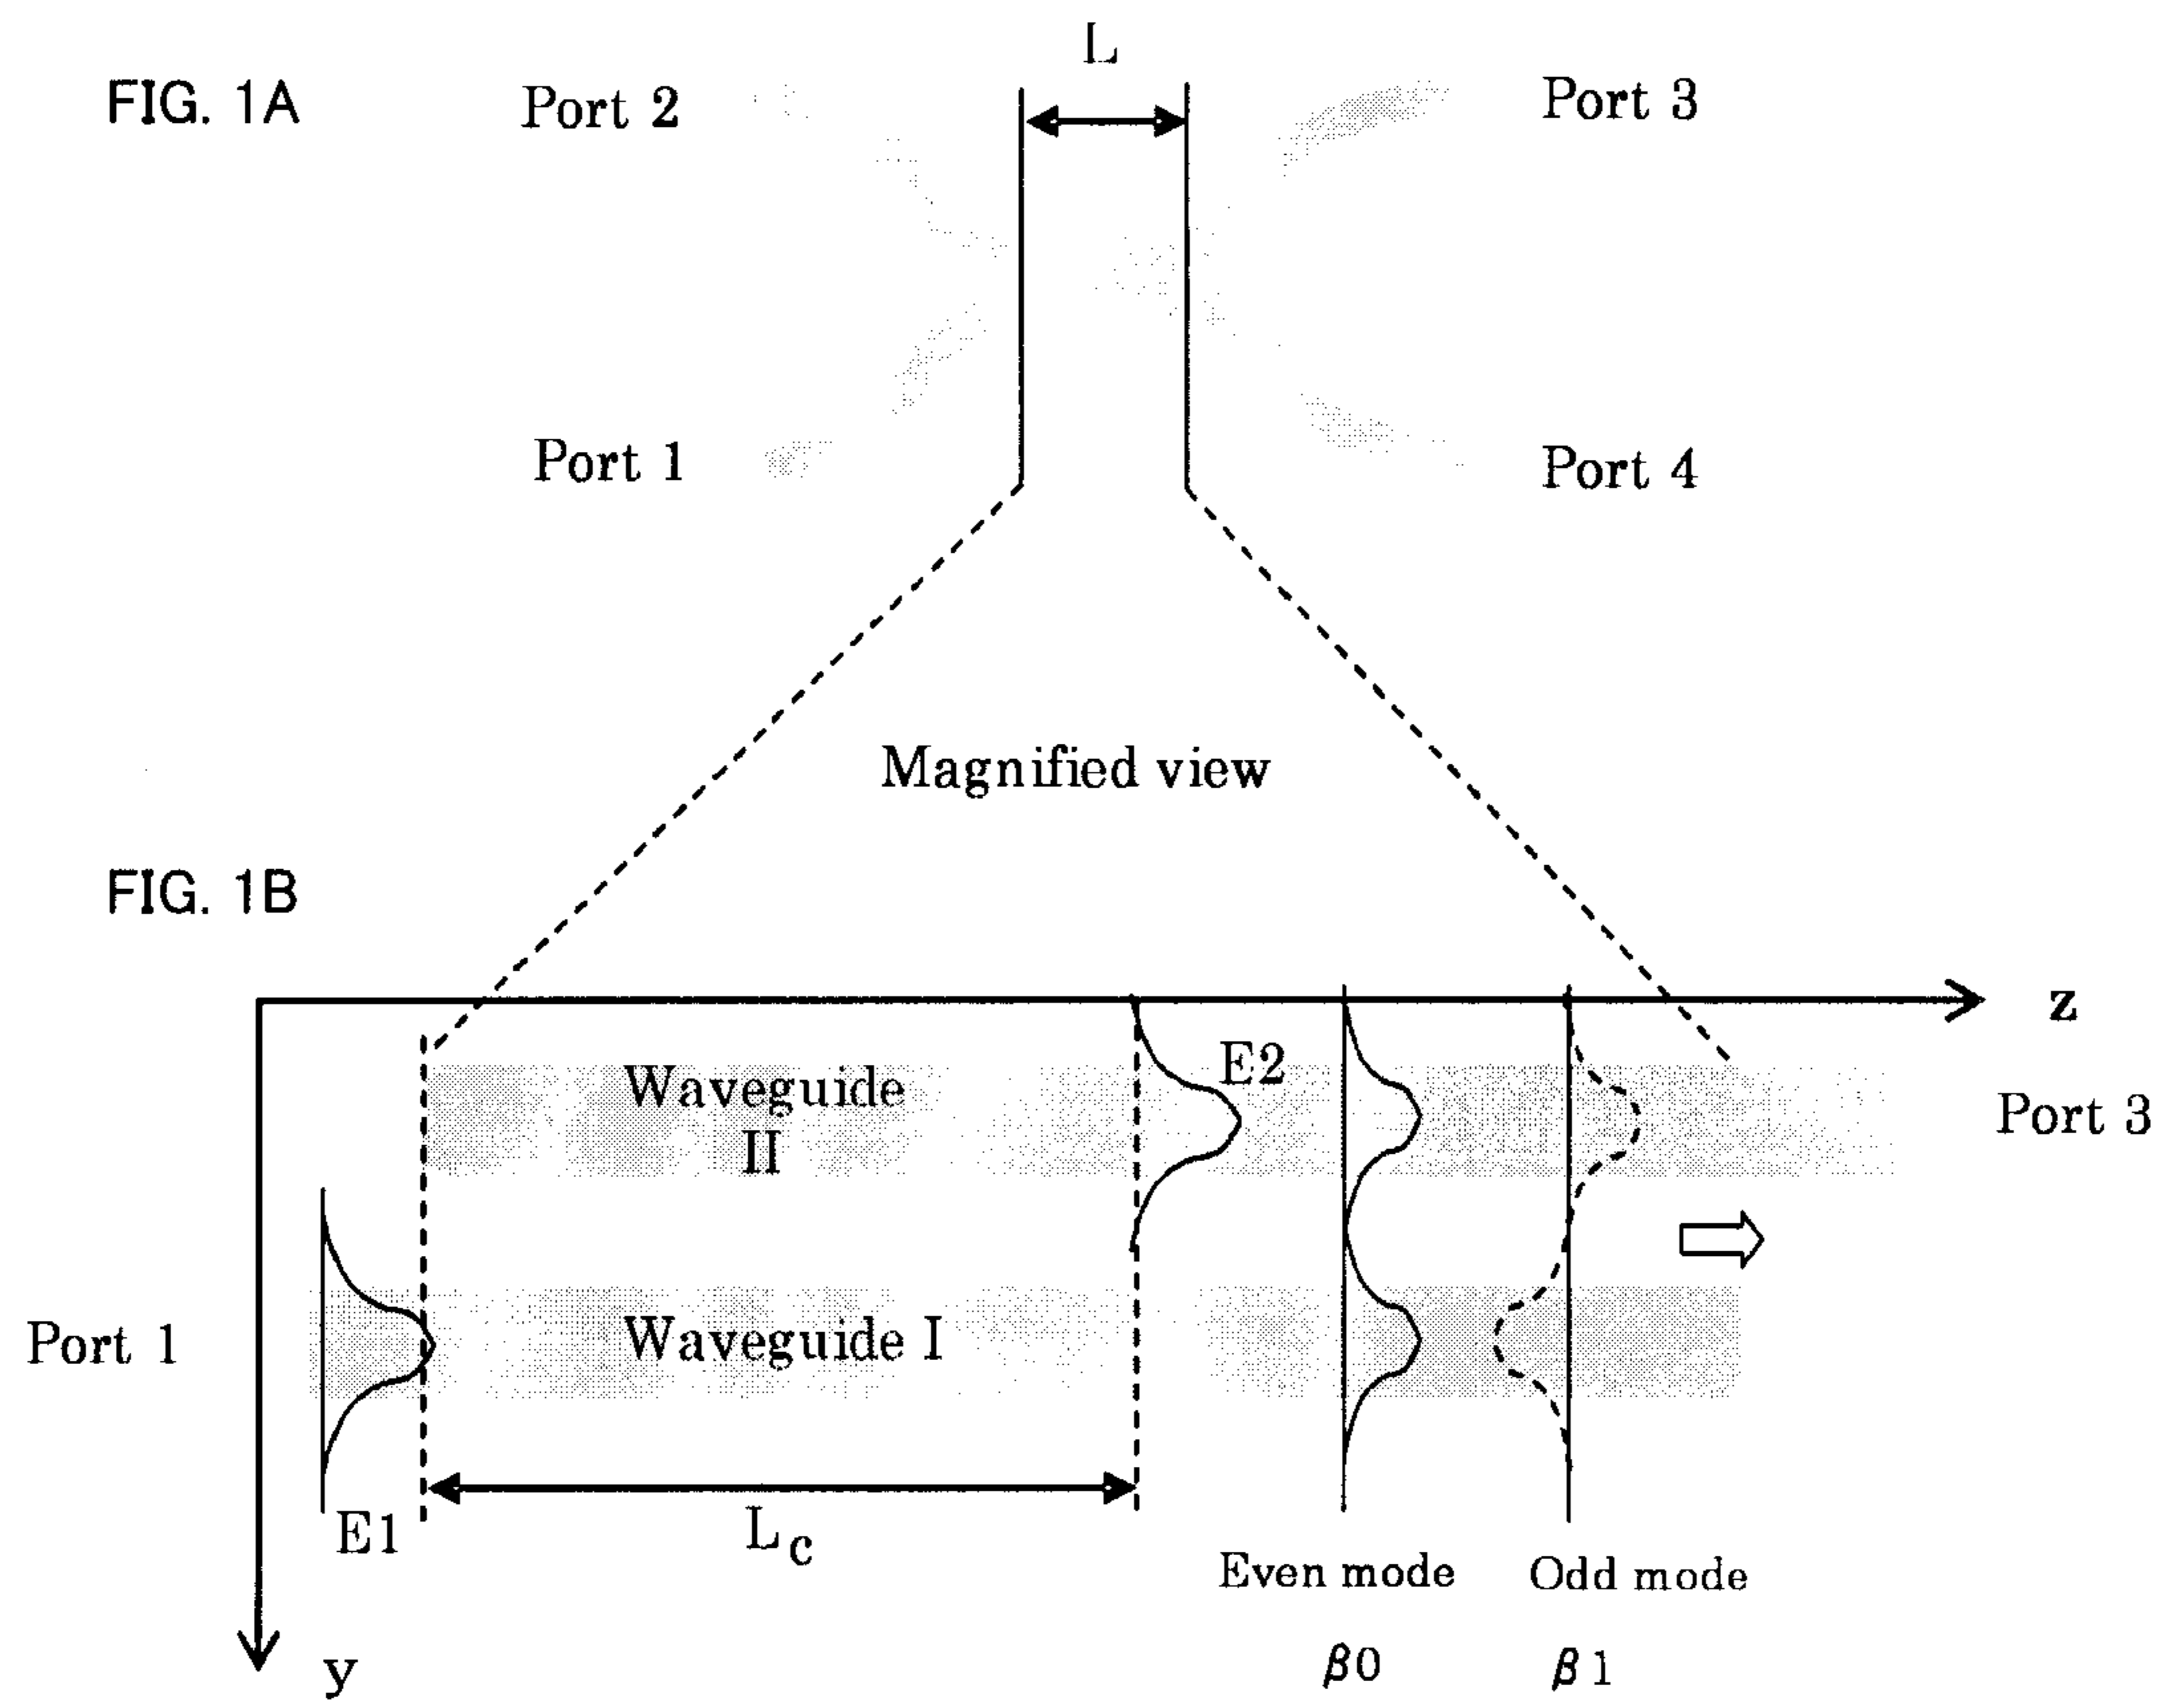 L
FIG. 1A
Port 2
Port 3
Port 1
Port 4
Magnified view
FIG. 1B
z
E2
Waveguide
II
Port 3
Port 1
Waveguide I
E1
Lc
Even mode
Odd mode
β0
β1
y